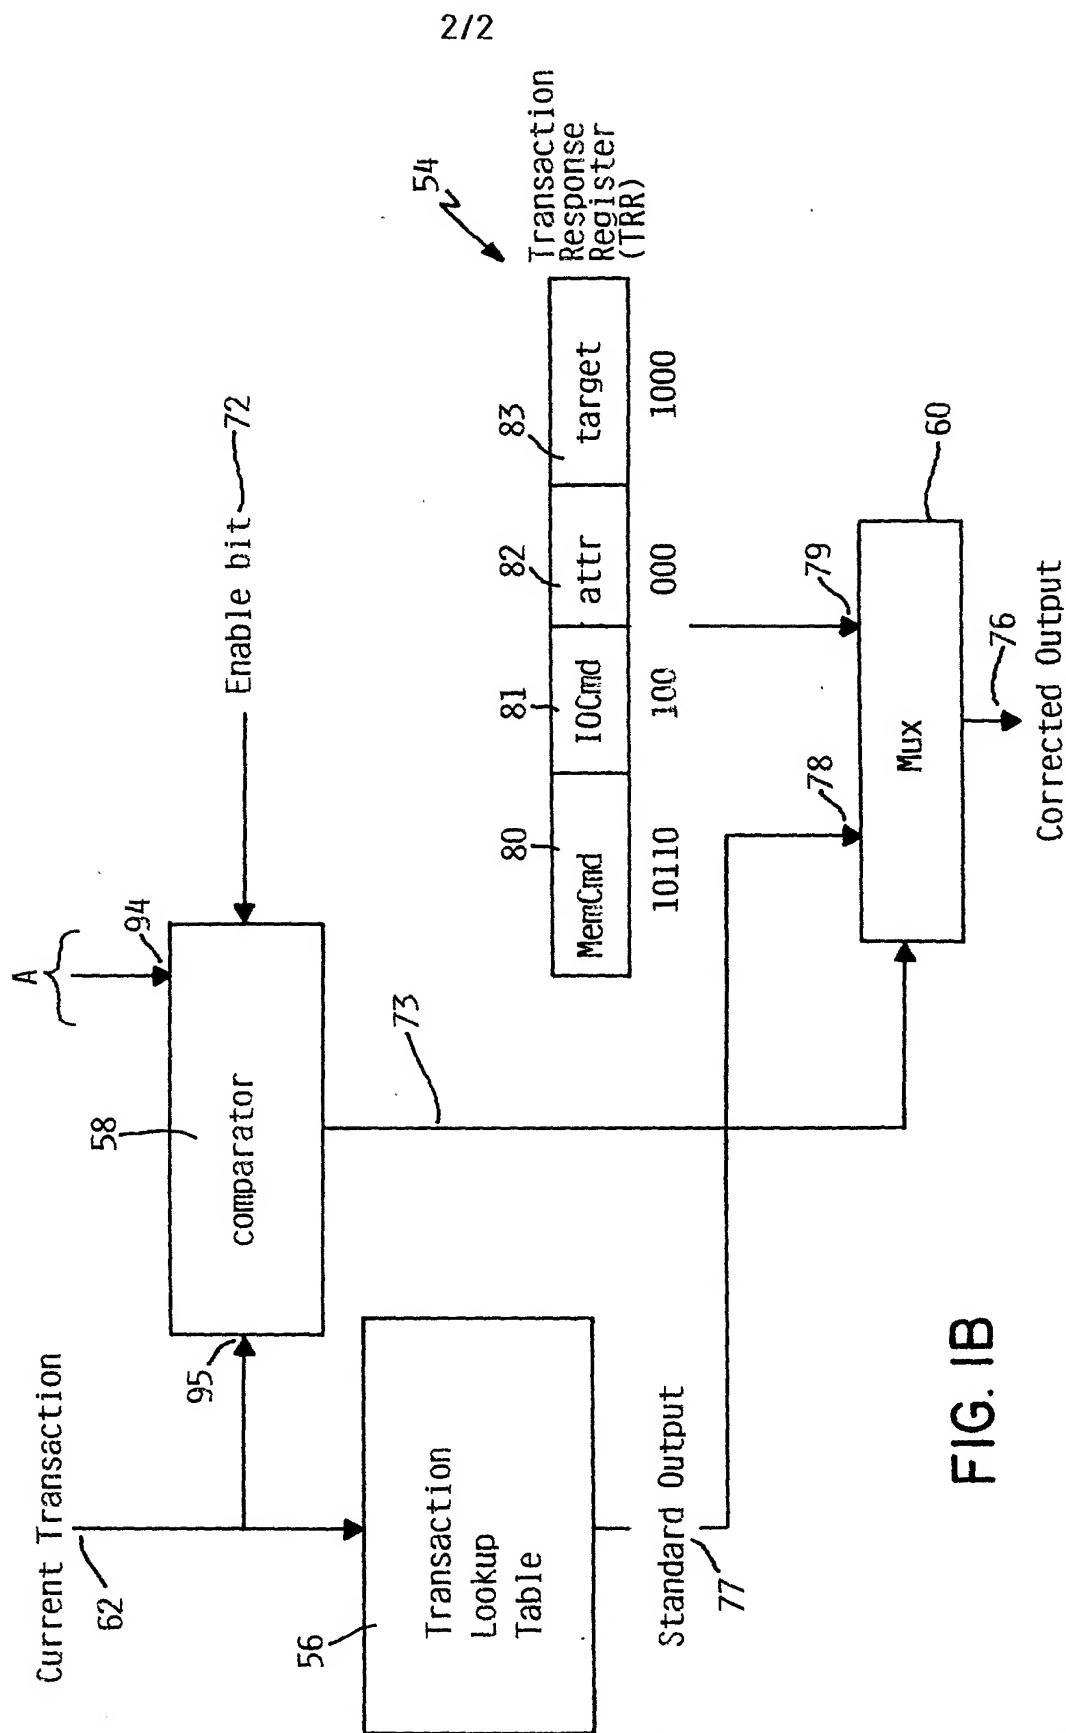 2/2
Current Transaction
62
95
58
comparator
A
94
Enable bit
72
56
Transaction
Lookup
Table
73
54
Transaction
Response
Register
(TRR)
80
81
82
83
MemCmd
IOCmd
attr
target
10110
100
000
1000
Standard Output
77
78
79
Mux
60
76
Corrected Output
FIG. 1B